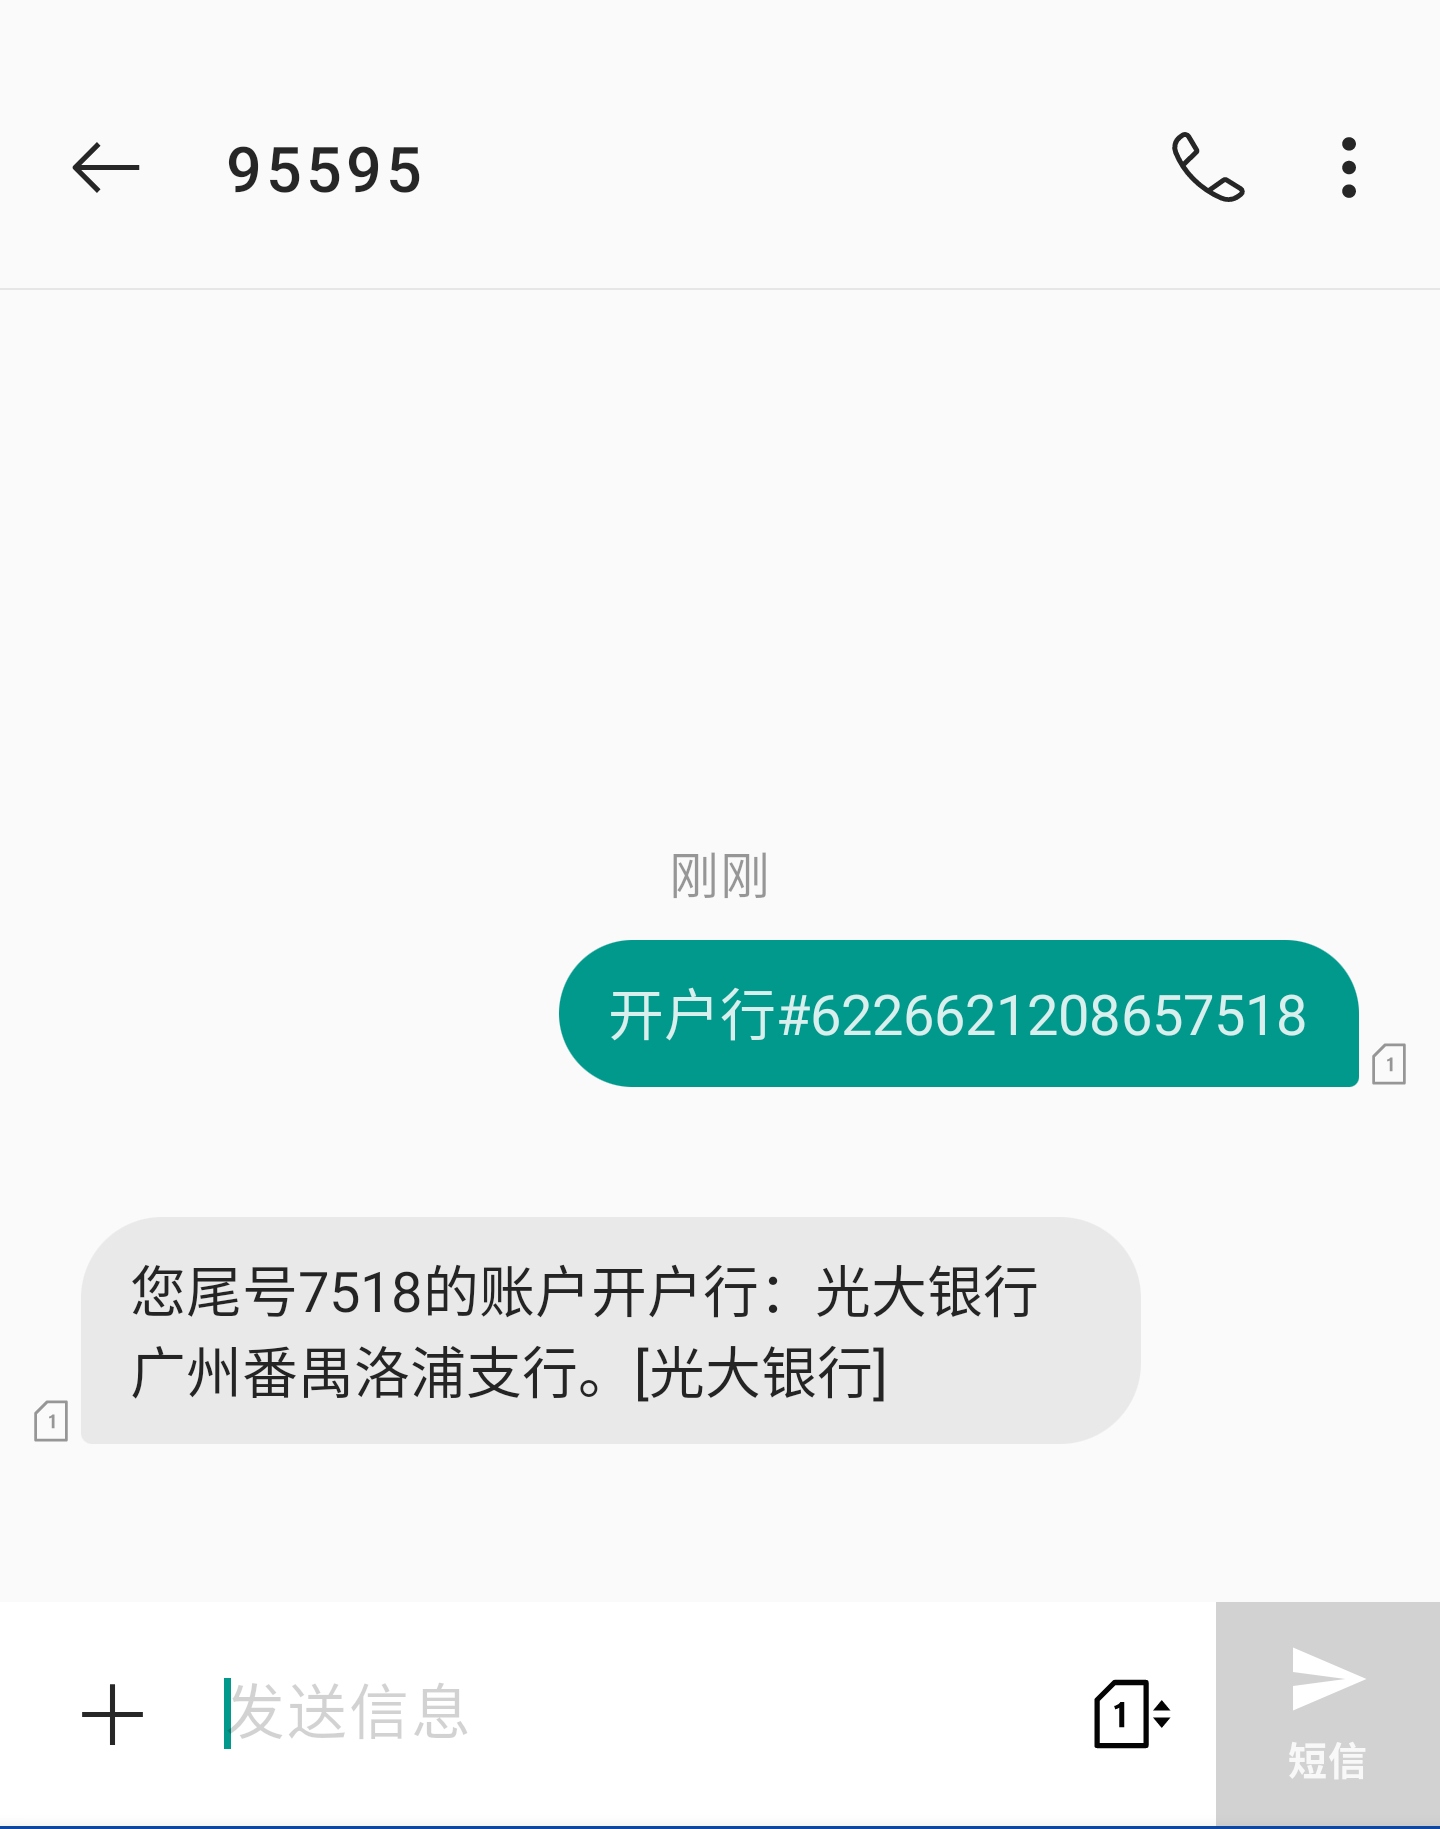 95595
刚刚
开户行#6226621208657518
1
您尾号7518的账户开户行：光大银行
广州番禺洛浦支行。[光大银行]
1
发送信息
1
短信